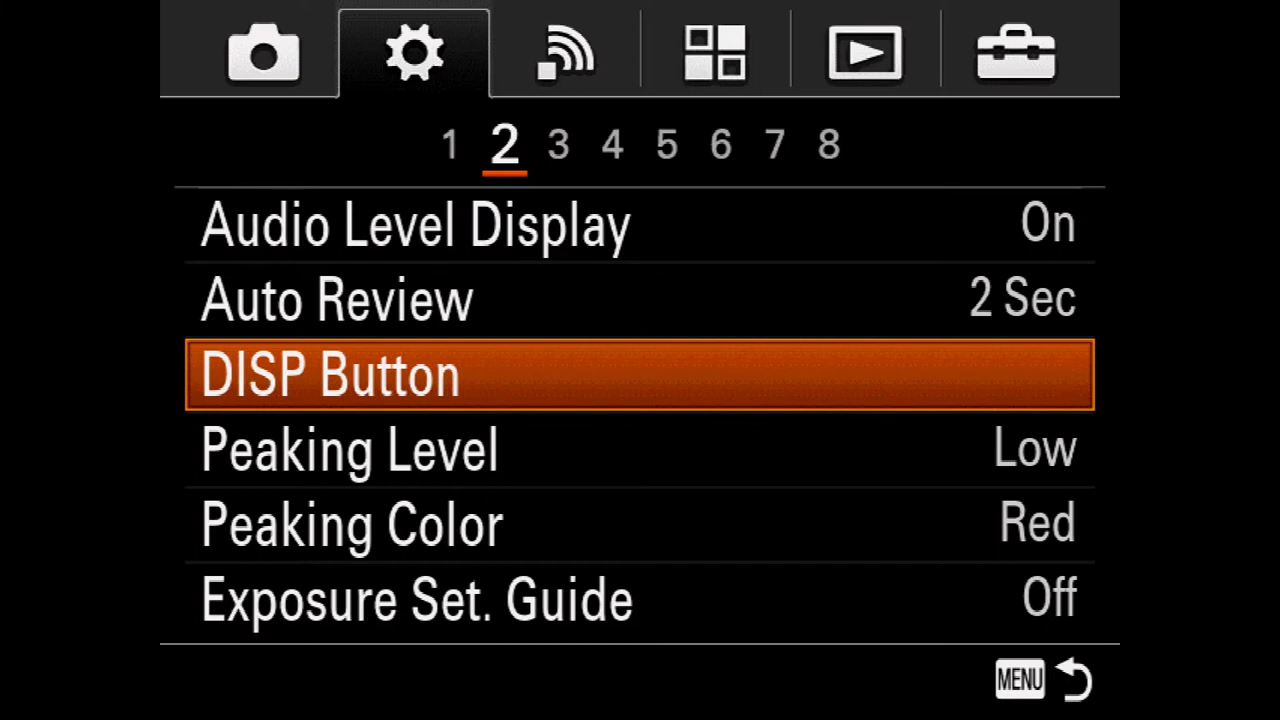 1 2 3 4 5 6 7 8
Audio Level Display On
Auto Review 2 Sec
DISP Button
Peaking Level Low
Peaking Color Red
Exposure Set. Guide Off
MENU